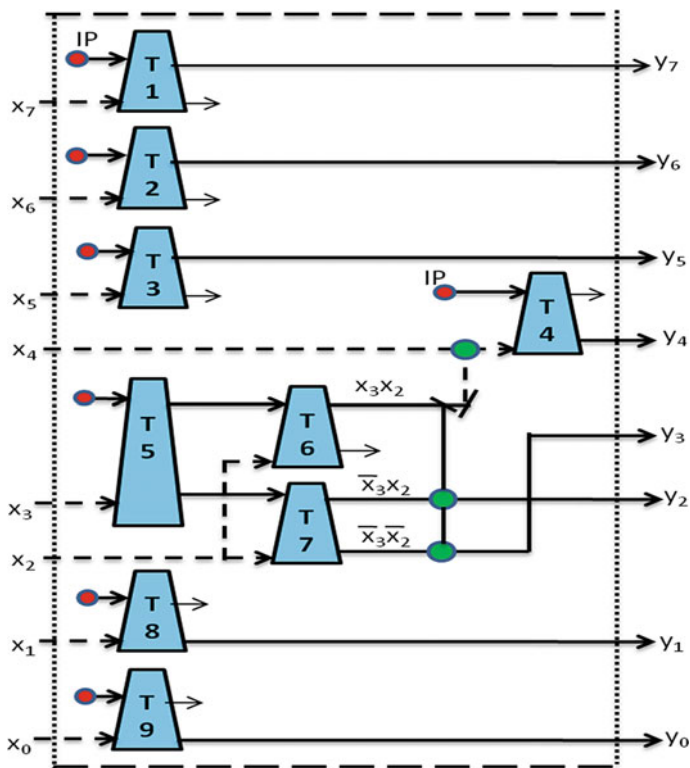 IP
T
1
x₇
y₇
T
2
x₆
y₆
T
3
x₅
y₅
IP
T
4
x₄
y₄
x₃x₂
T
5
T
6
x₃
y₃
x̅₃x₂
y₂
T
7
x̅₃x̅₂
x₂
T
8
x₁
y₁
T
9
x₀
y₀